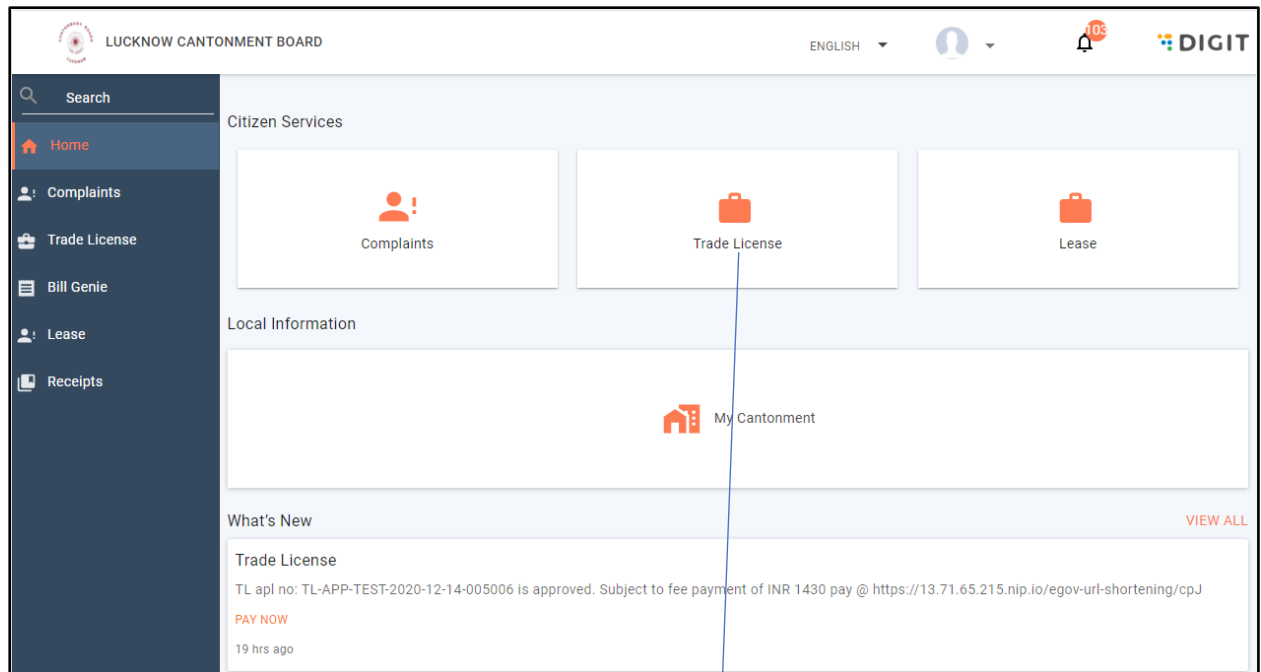 LUCKNOW CANTONMENT BOARD
ENGLISH
103
DIGIT
Search
Home
Complaints
Trade License
Bill Genie
Lease
Receipts
Citizen Services
Complaints
Trade License
Lease
Local Information
My Cantonment
What's New
VIEW ALL
Trade License
TL apl no: TL-APP-TEST-2020-12-14-005006 is approved. Subject to fee payment of INR 1430 pay @ https://13.71.65.215.nip.io/egov-url-shortening/cpJ
PAY NOW
19 hrs ago